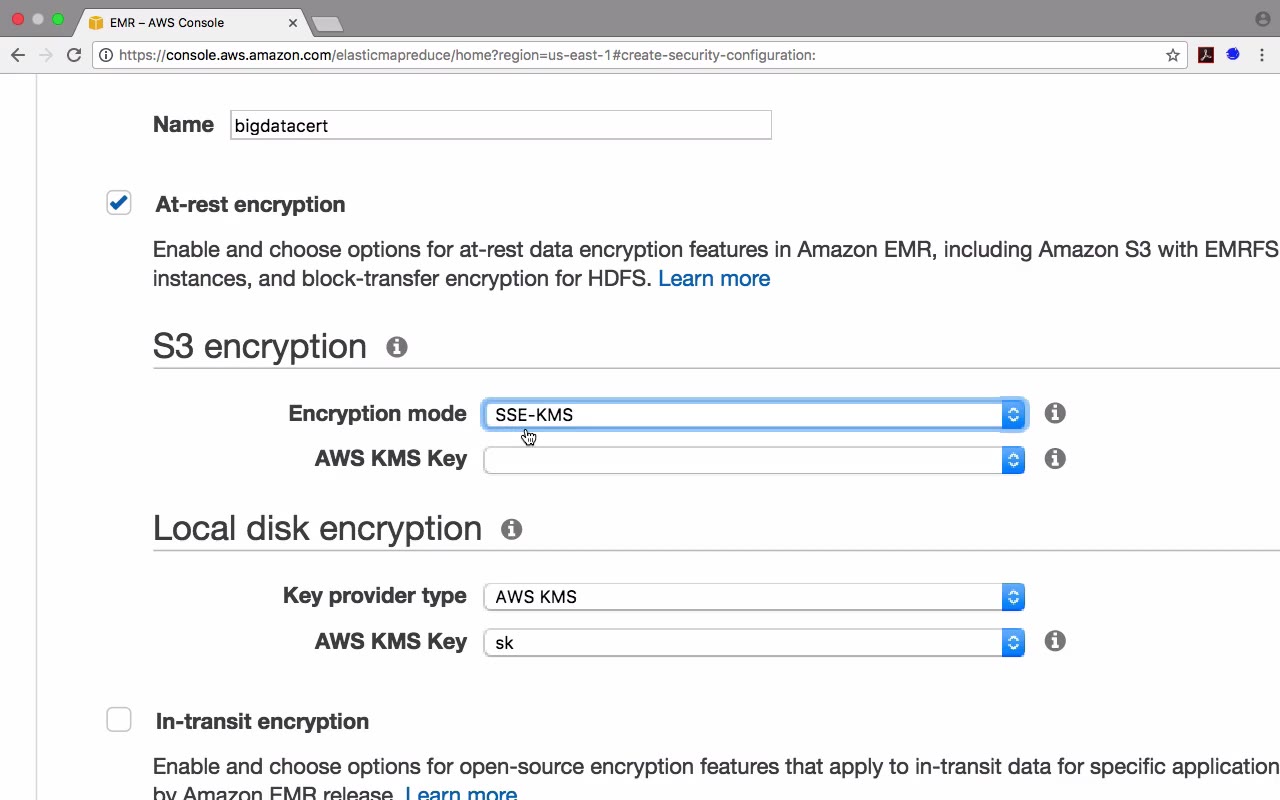 EMR – AWS Console
https://console.aws.amazon.com/elasticmapreduce/home?region=us-east-1#create-security-configuration:
Name bigdatacert
At-rest encryption
Enable and choose options for at-rest data encryption features in Amazon EMR, including Amazon S3 with EMRFS
instances, and block-transfer encryption for HDFS. Learn more
S3 encryption
Encryption mode SSE-KMS
AWS KMS Key
Local disk encryption
Key provider type AWS KMS
AWS KMS Key sk
In-transit encryption
Enable and choose options for open-source encryption features that apply to in-transit data for specific application
by Amazon EMR release. Learn more